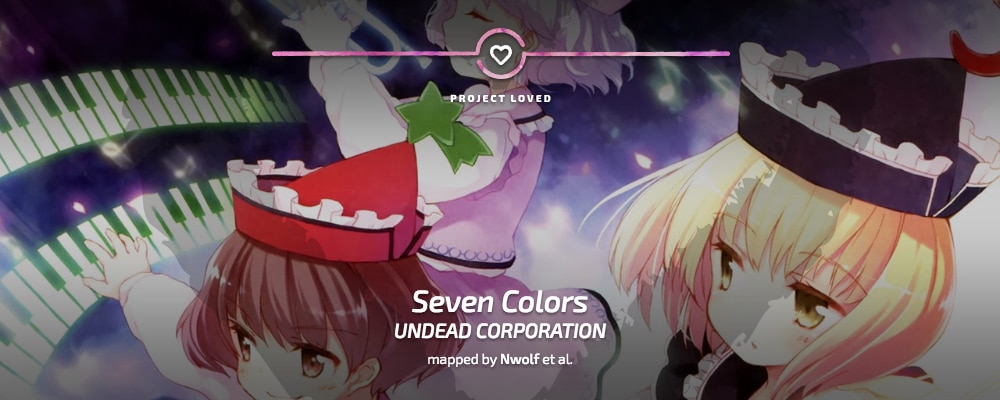 PROJECT LOVED
Seven Colors
UNDEAD CORPORATION
mapped by Nwolf et al.